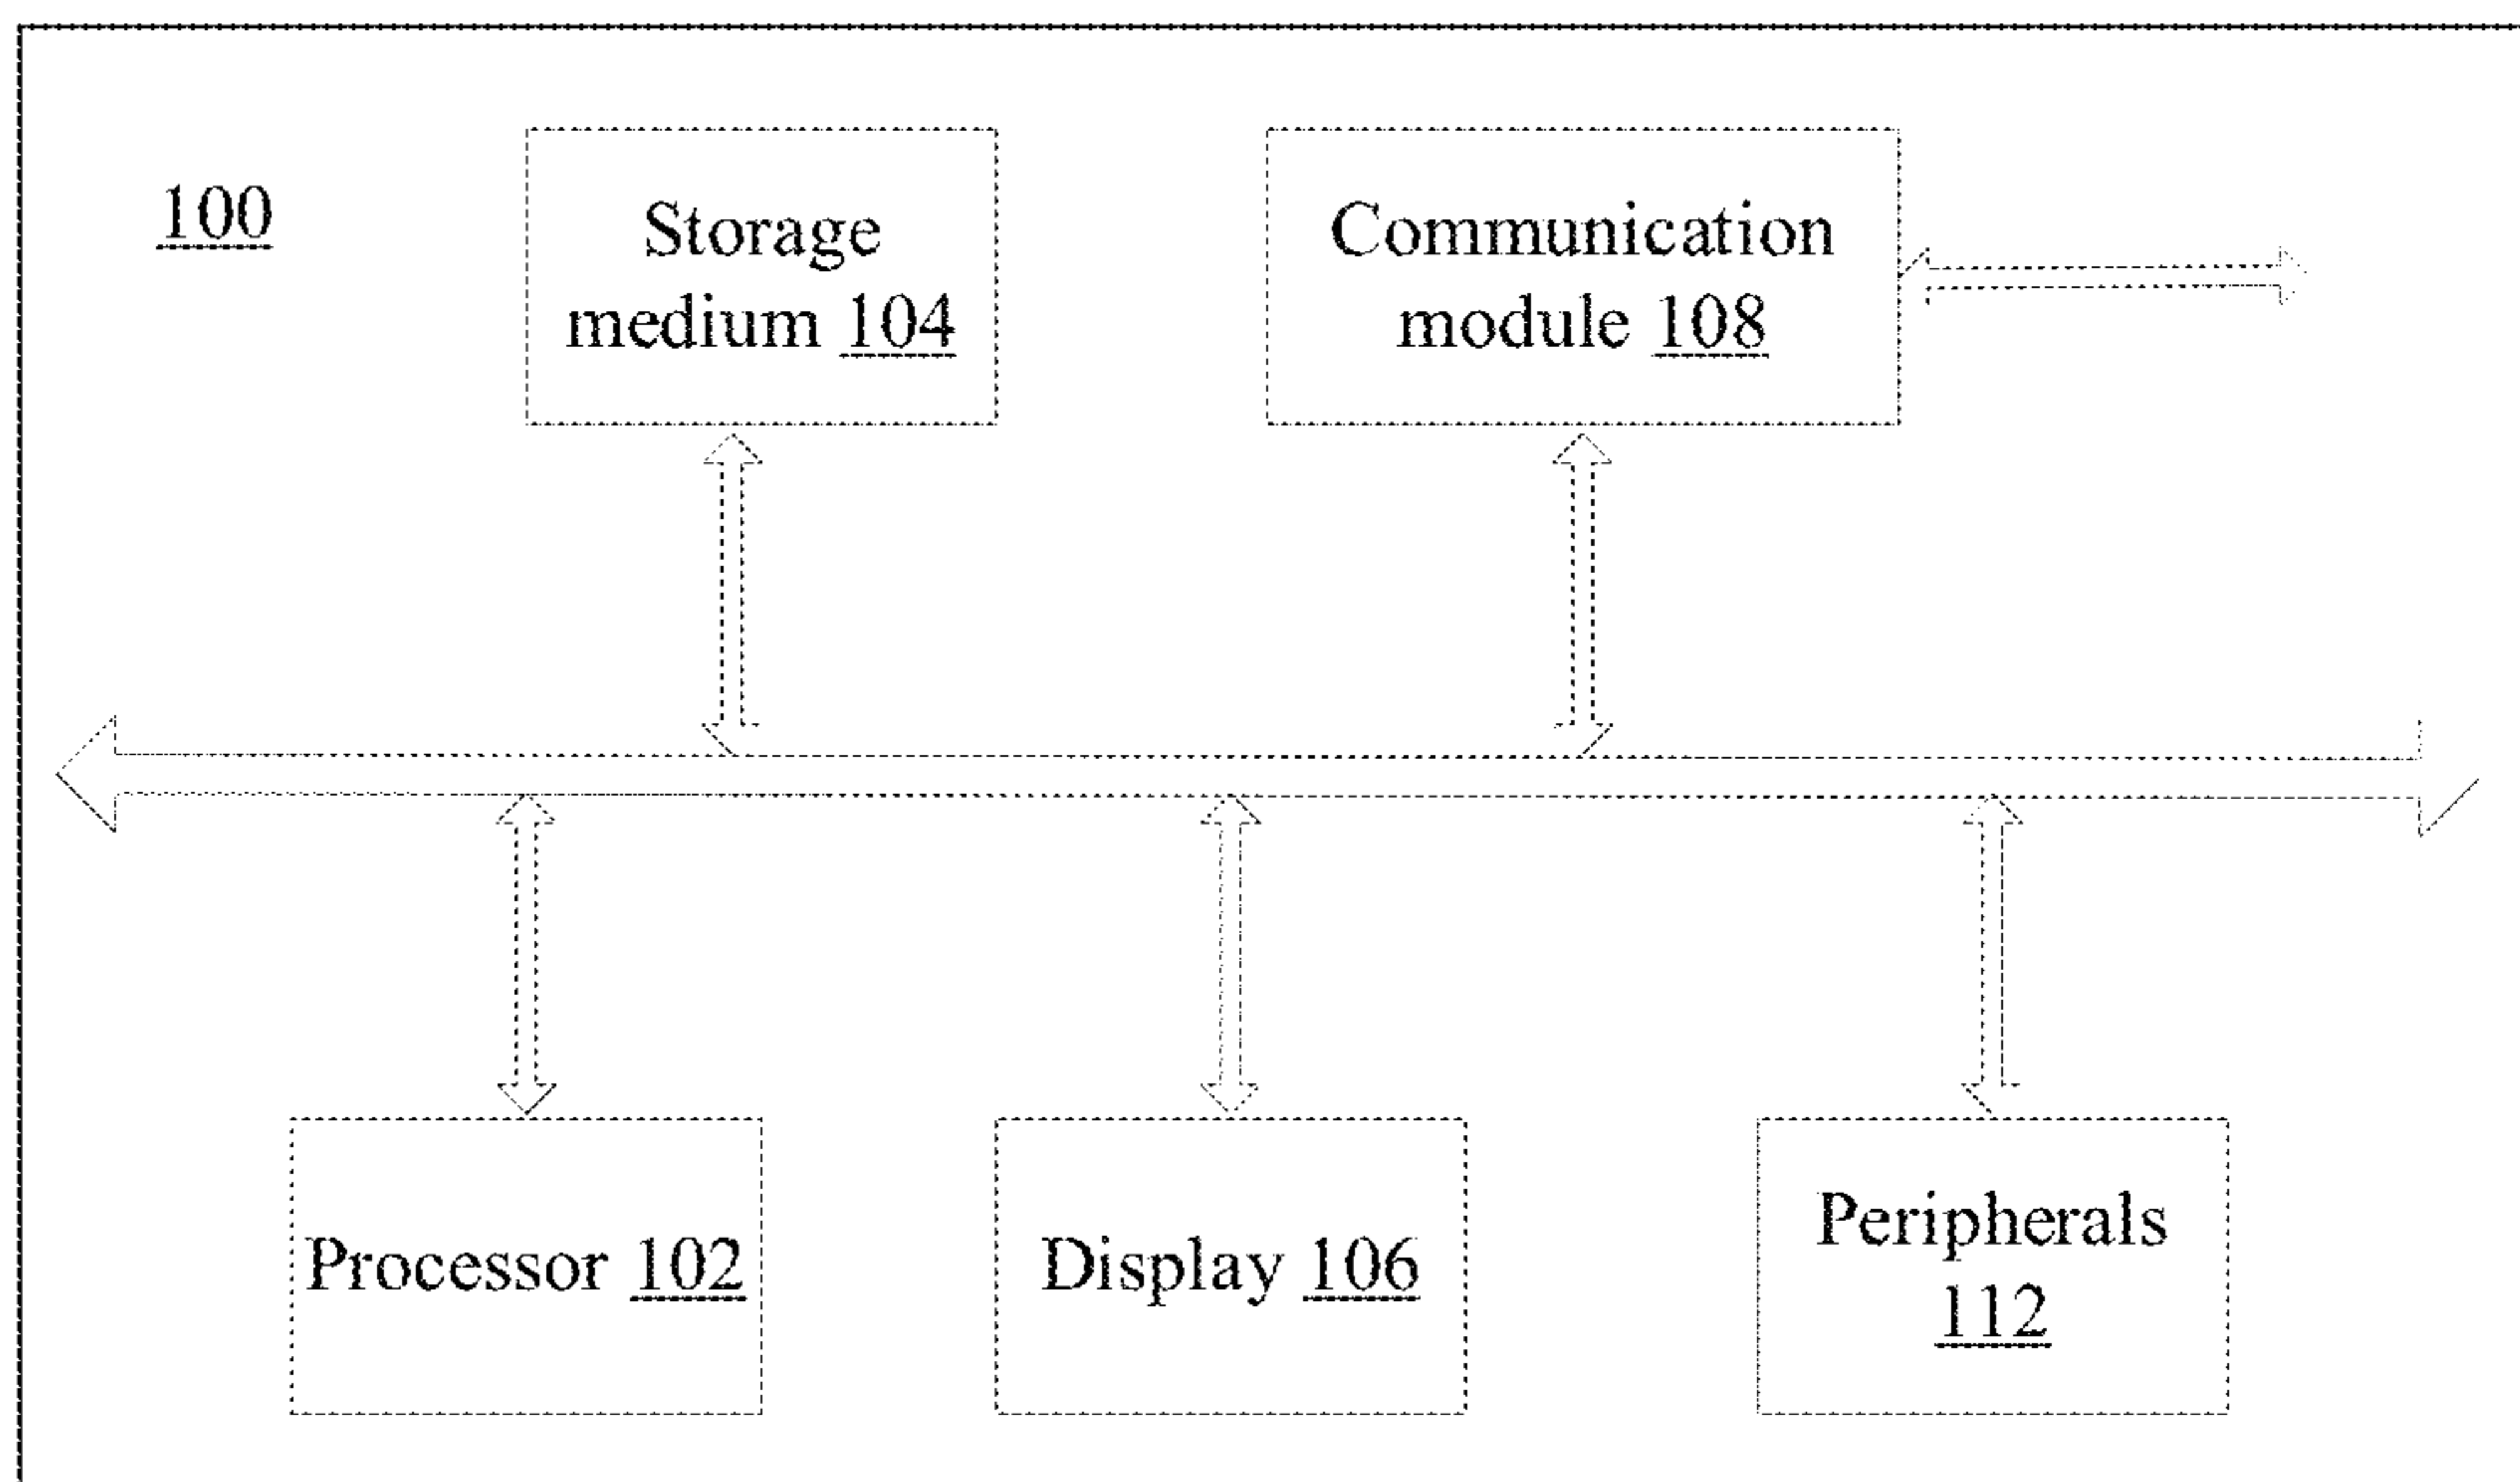 100
Storage
medium 104
Communication
module 108
Processor 102
Display 106
Peripherals
112